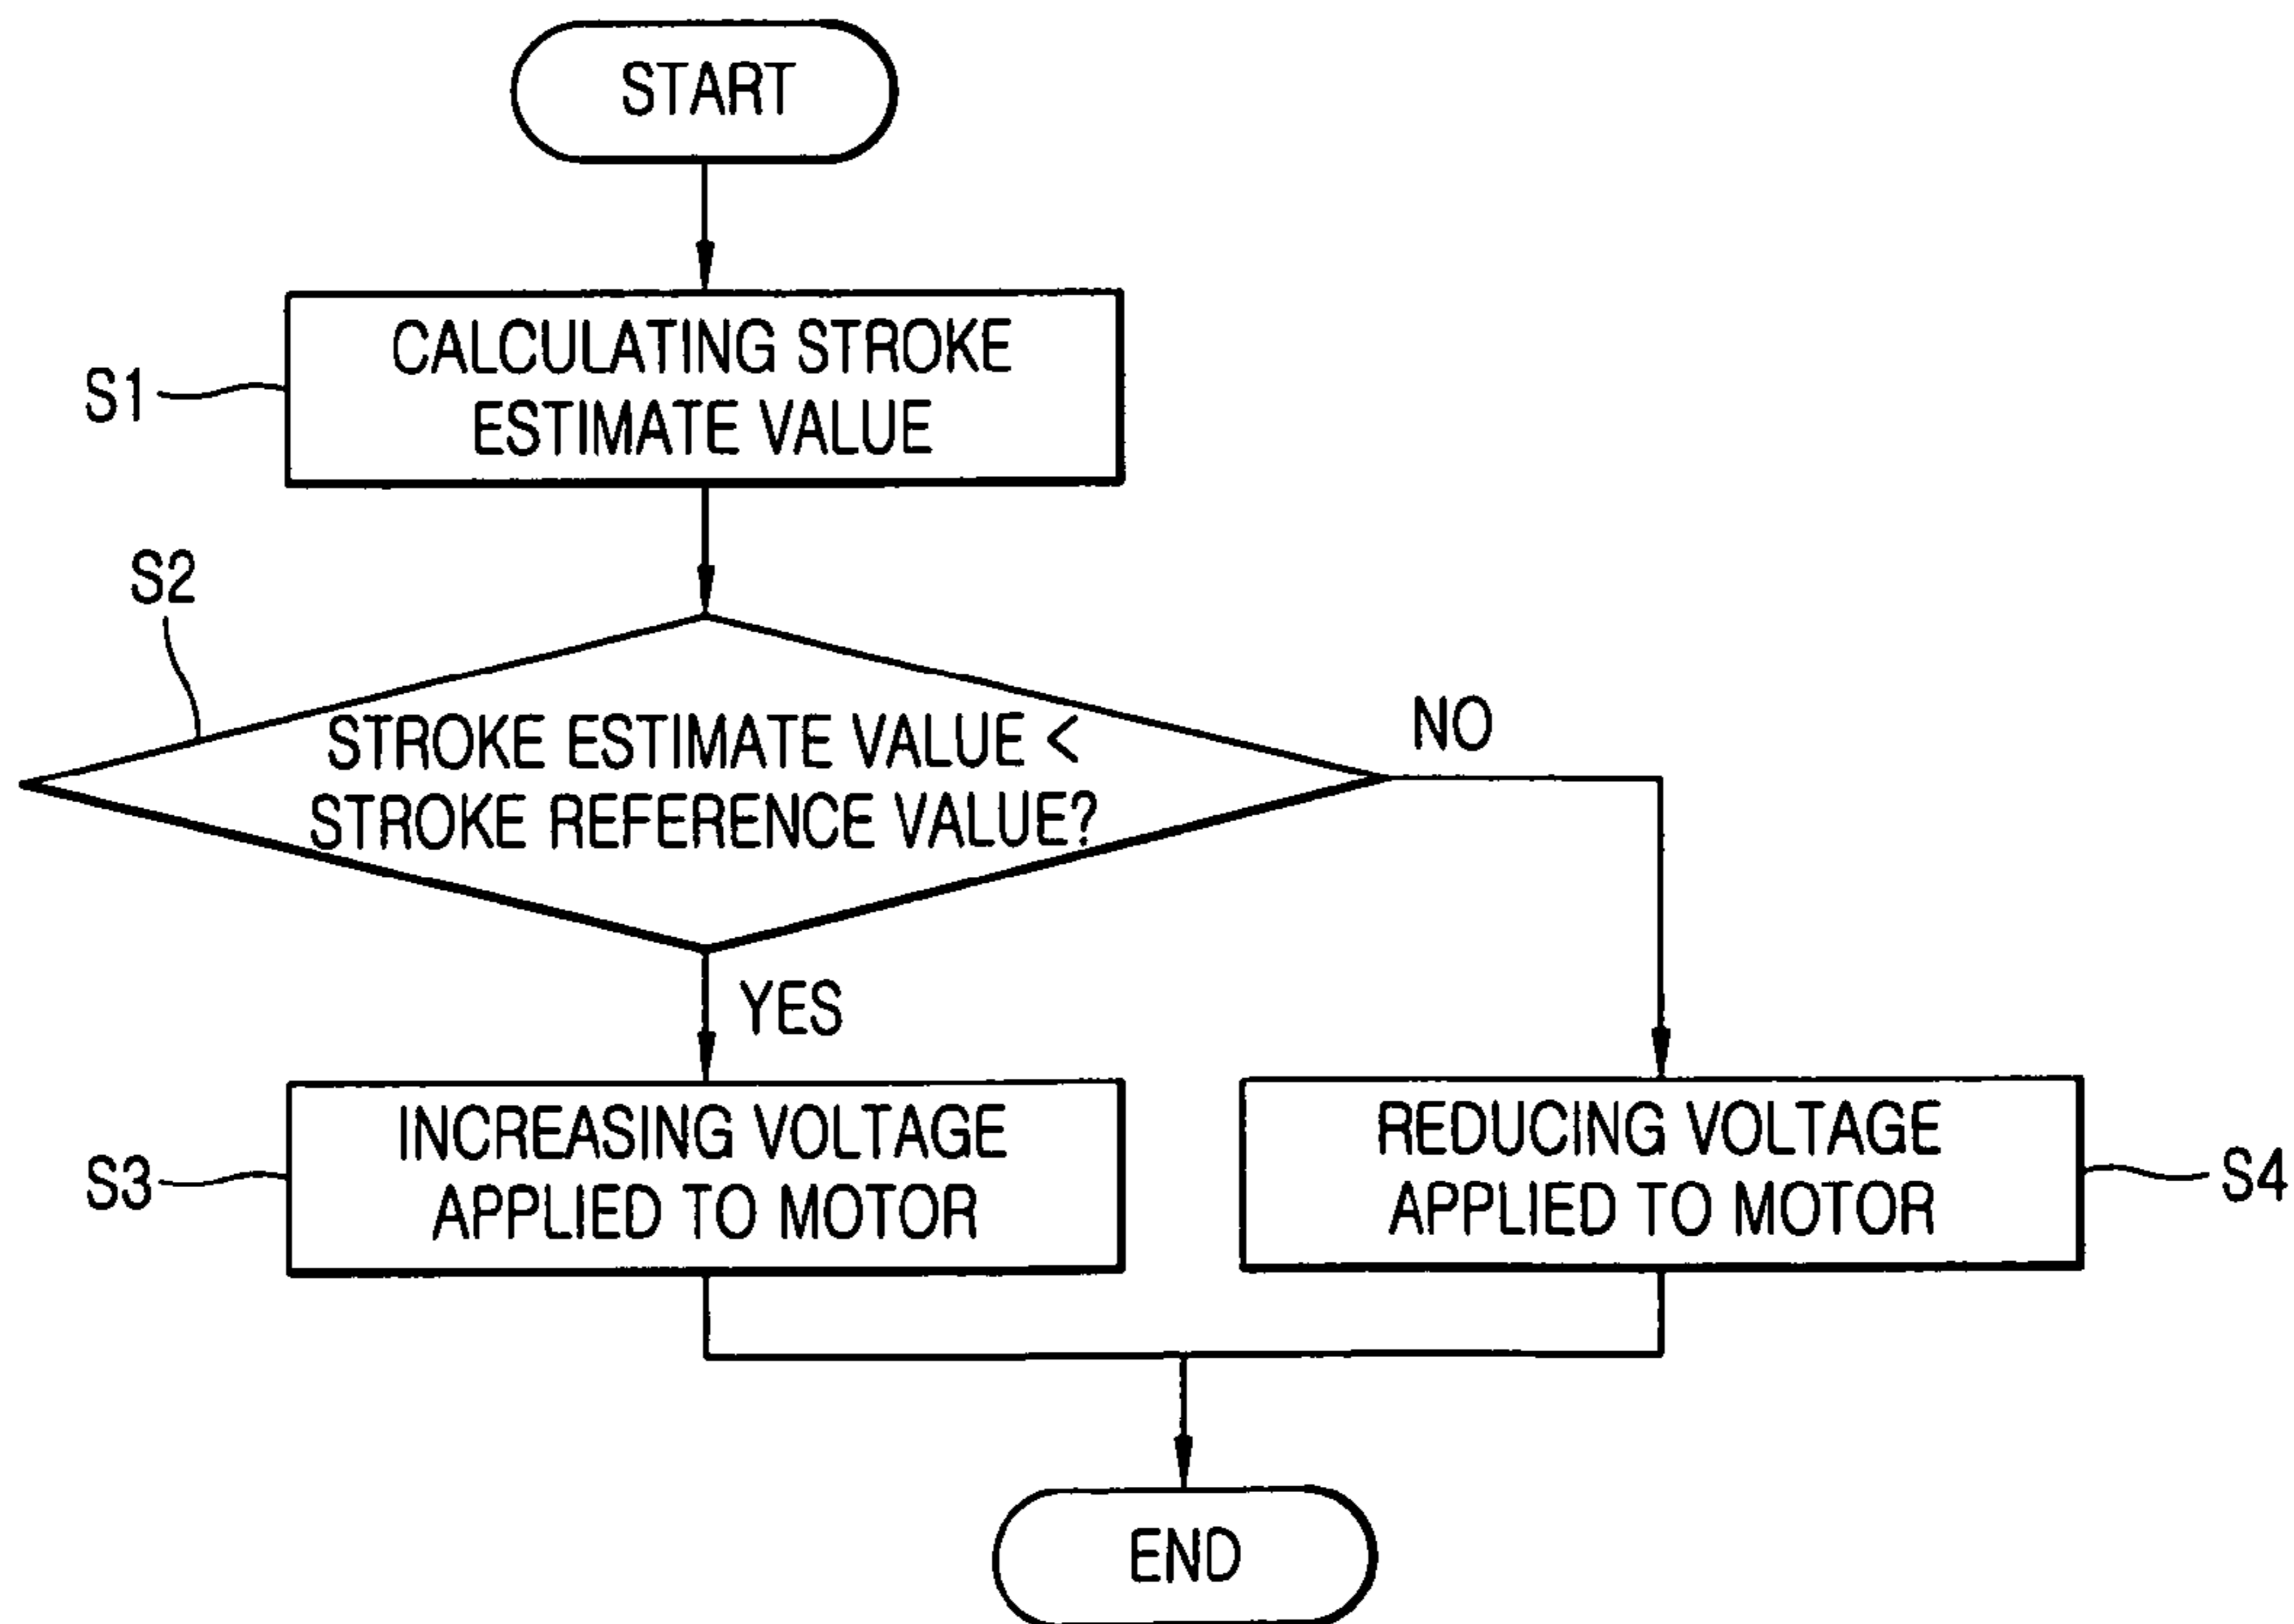 START
S1
CALCULATING STROKE
ESTIMATE VALUE
S2
STROKE ESTIMATE VALUE <
STROKE REFERENCE VALUE?
NO
YES
S3
INCREASING VOLTAGE
APPLIED TO MOTOR
REDUCING VOLTAGE
APPLIED TO MOTOR
S4
END